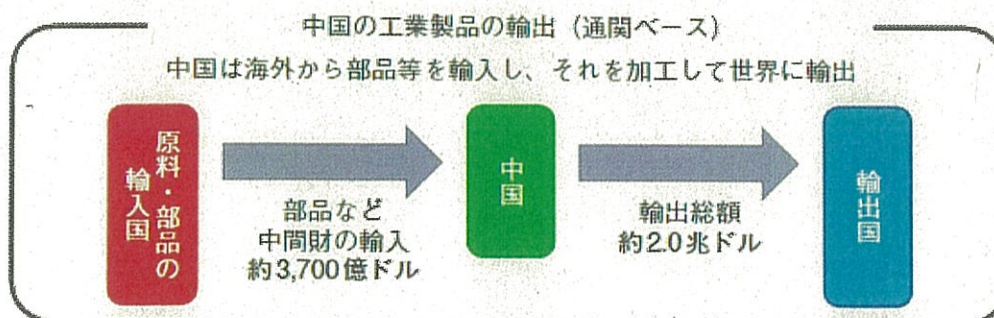 中国の工業製品の輸出（通関ベース）
中国は海外から部品等を輸入し、それを加工して世界に輸出
原料・部品の
輸入国
部品など
中間財の輸入
約3,700億ドル
中国
輸出総額
約2.0兆ドル
輸出国